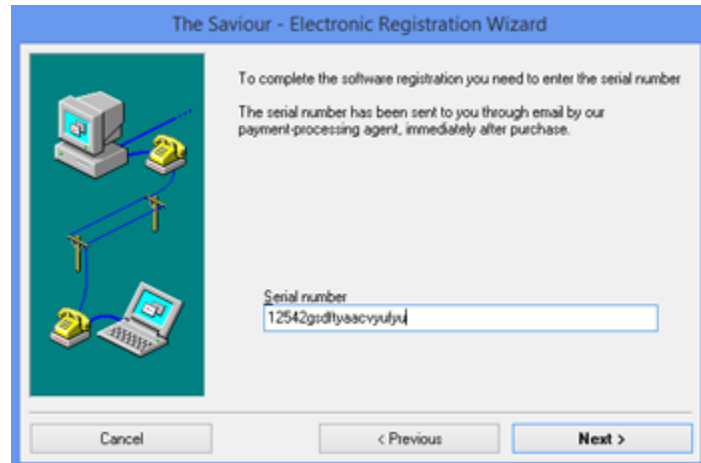 The Saviour - Electronic Registration Wizard
To complete the software registration you need to enter the serial number
The serial number has been sent to you through email by our
payment-processing agent, immediately after purchase.
Serial number
Cancel
< Previous
Next >